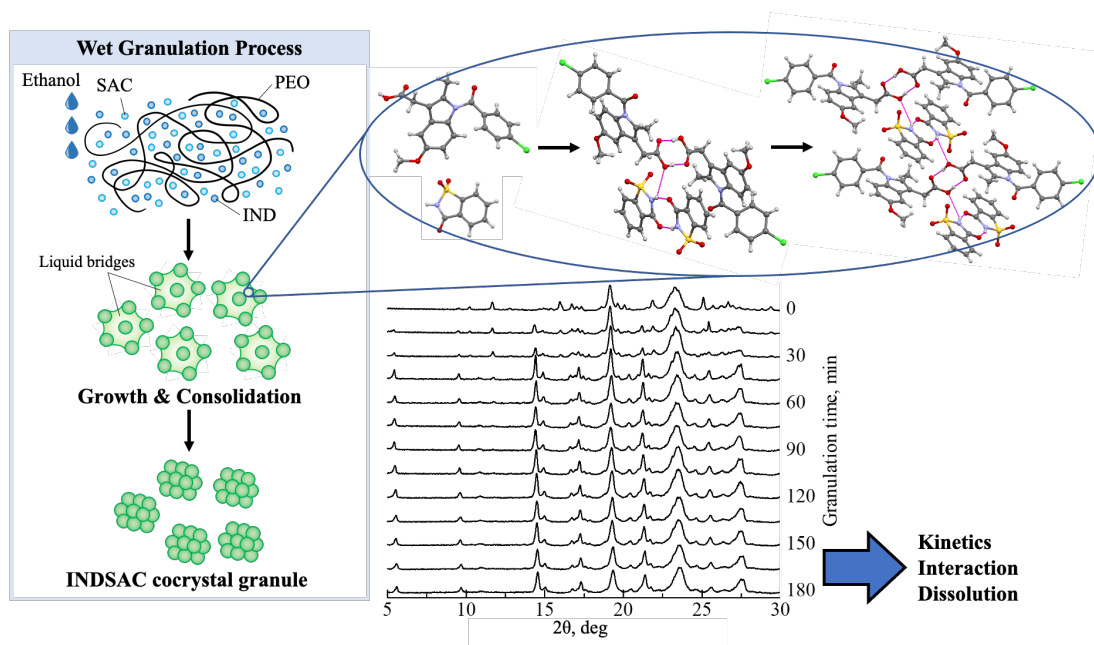 Wet Granulation Process
Ethanol
SAC
PEO
IND
Liquid bridges
Growth & Consolidation
INDSAC cocrystal granule
0
30
60
90
120
150
180
Granulation time, min
5
10
15
20
25
30
2θ, deg
Kinetics
Interaction
Dissolution